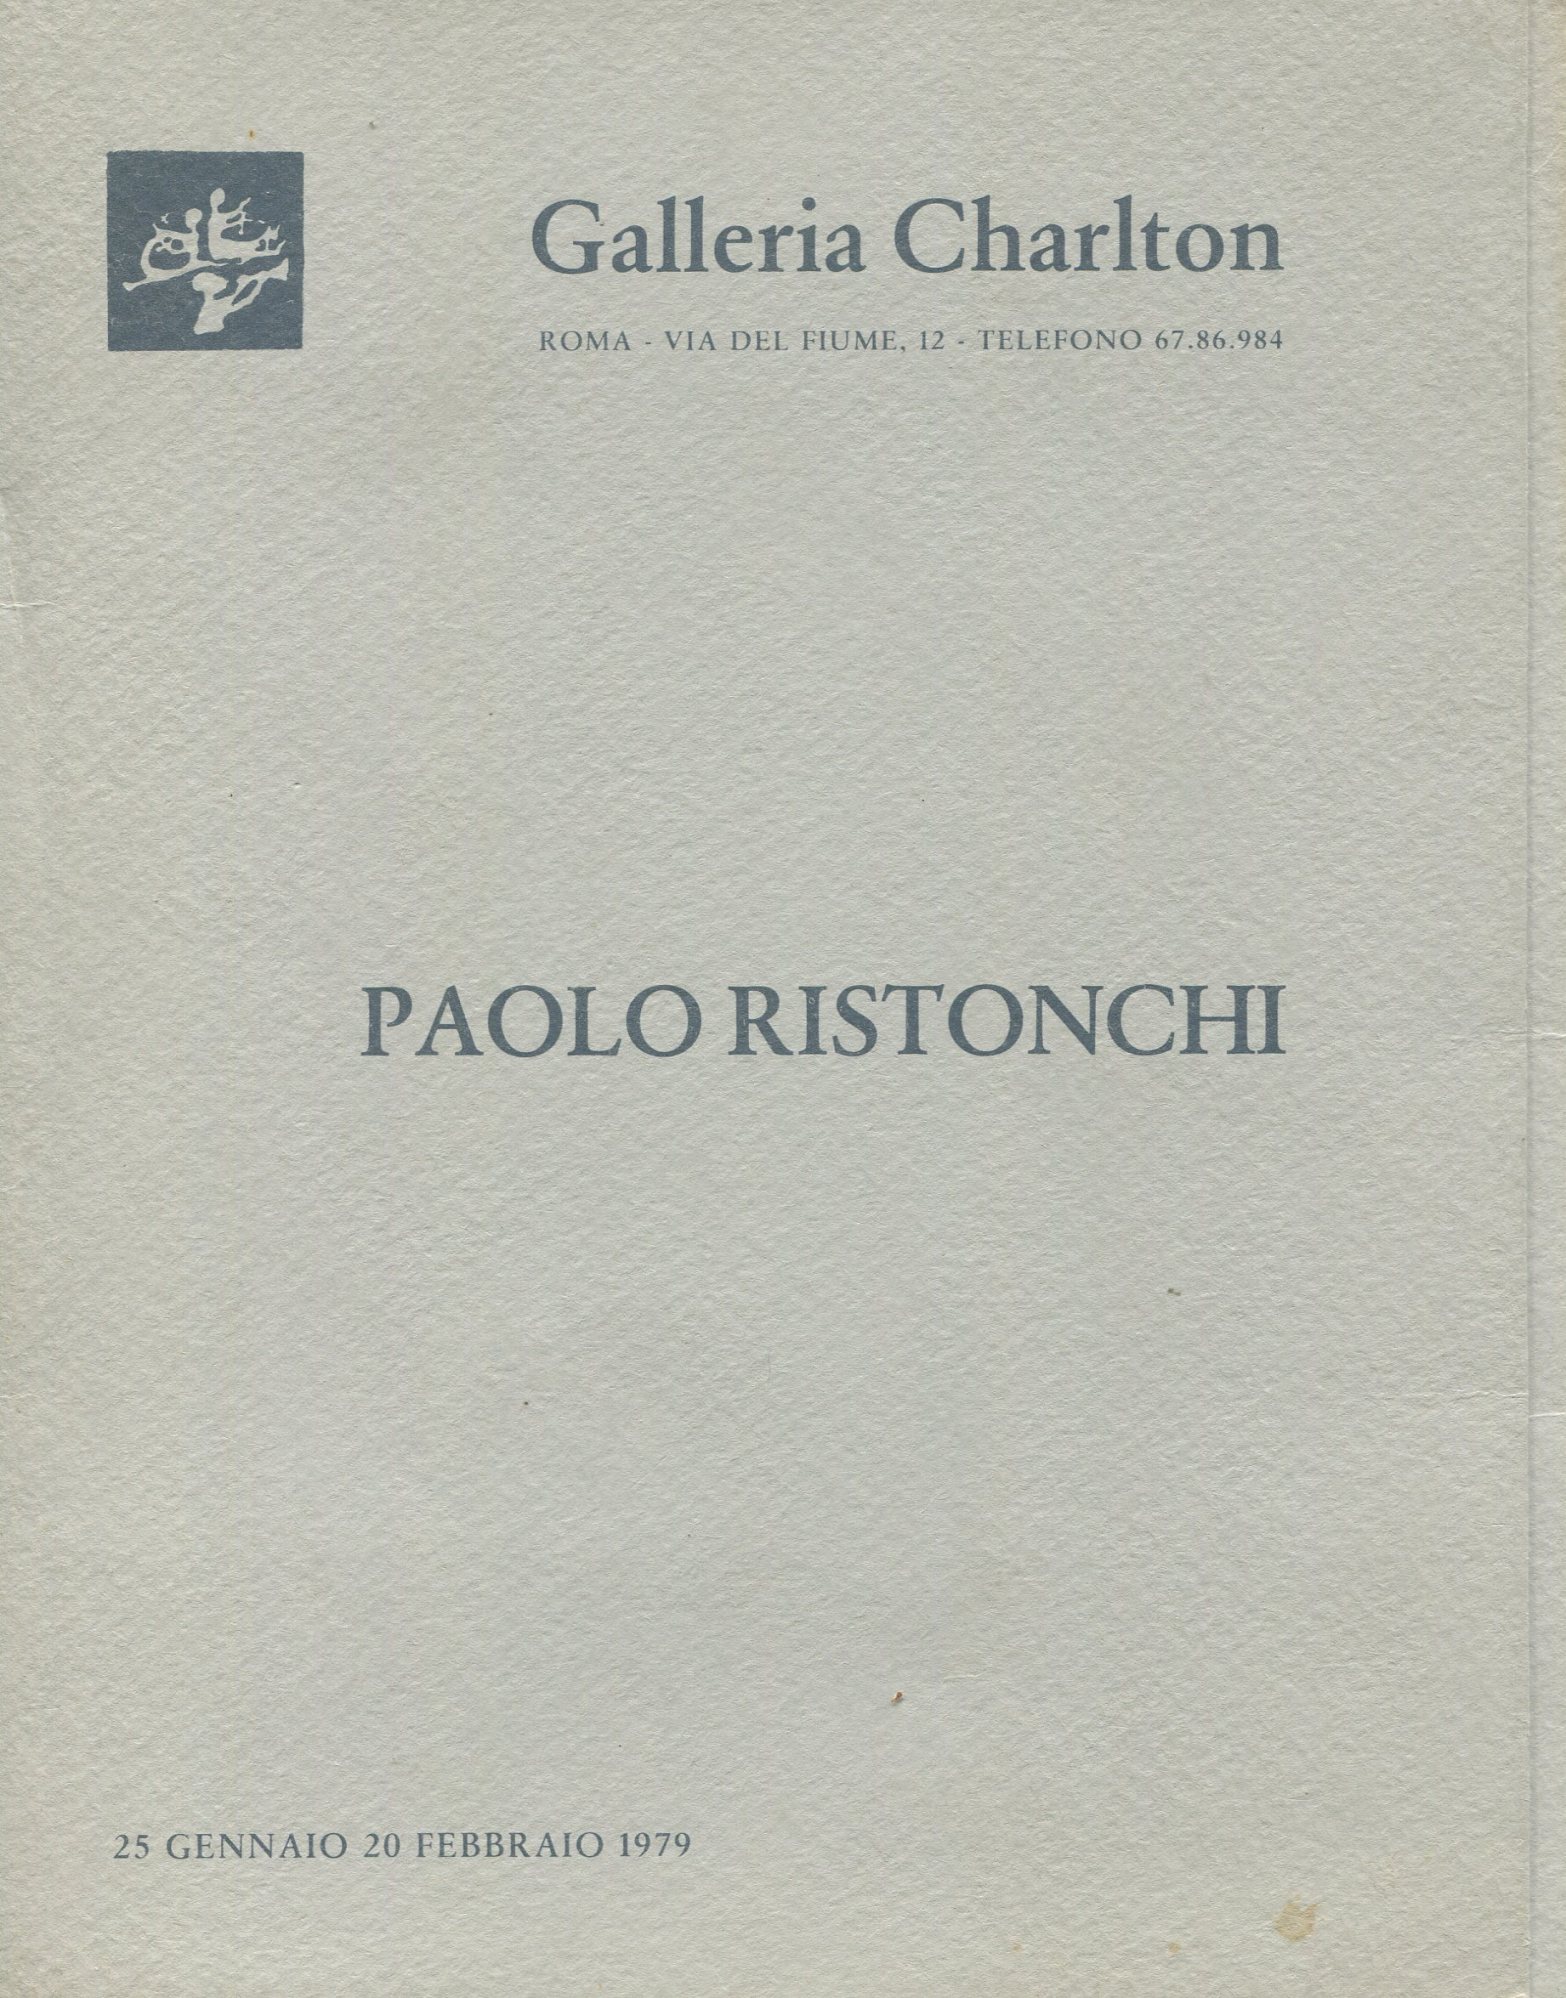 Galleria Charlton
ROMA - VIA DEL FIUME, 12 - TELEFONO 67.86.984
PAOLO RISTONCHI
25 GENNAIO 20 FEBBRAIO 1979